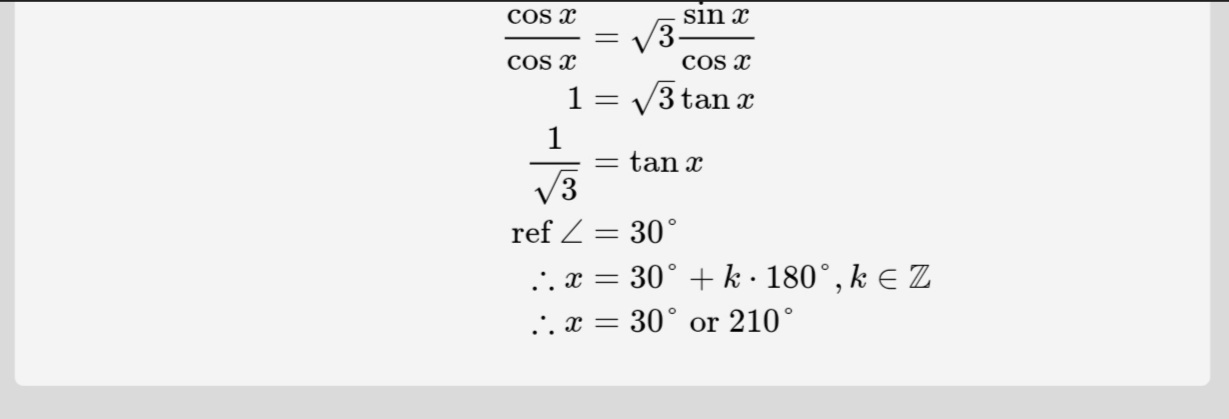 cos x / cos x = √3 sin x / cos x
1 = √3 tan x
1 / √3 = tan x
ref ∠ = 30°
∴ x = 30° + k · 180°, k ∈ ℤ
∴ x = 30° or 210°